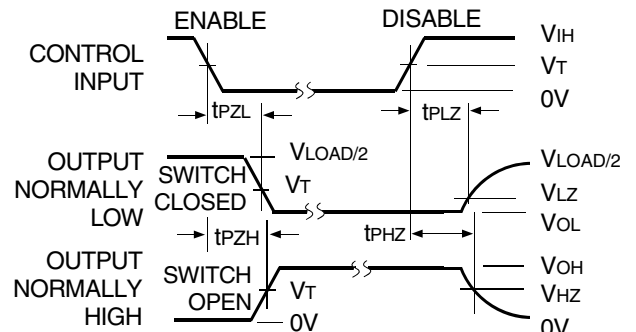 ENABLE DISABLE
CONTROL
INPUT
VIH
VT
0V
tPZL tPLZ
OUTPUT
NORMALLY
LOW
SWITCH
CLOSED
VLOAD/2
VT
VLOAD/2
VLZ
VOL
tPZH tPHZ
OUTPUT
NORMALLY
HIGH
SWITCH
OPEN
VT
0V
VOH
VHZ
0V